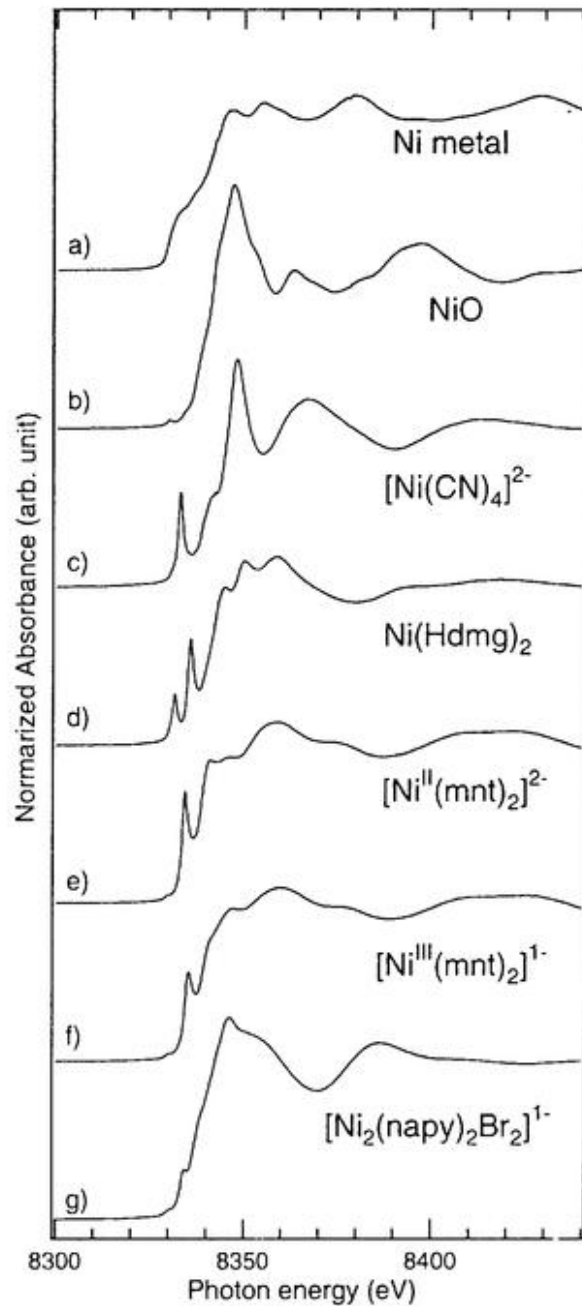 Ni metal
a)
NiO
b)
[Ni(CN)4]2-
c)
Ni(Hdmg)2
d)
[NiII(mnt)2]2-
e)
[NiIII(mnt)2]1-
f)
[Ni2(napy)2Br2]1-
g)
Normarized Absorbance (arb. unit)
8300 8350 8400
Photon energy (eV)